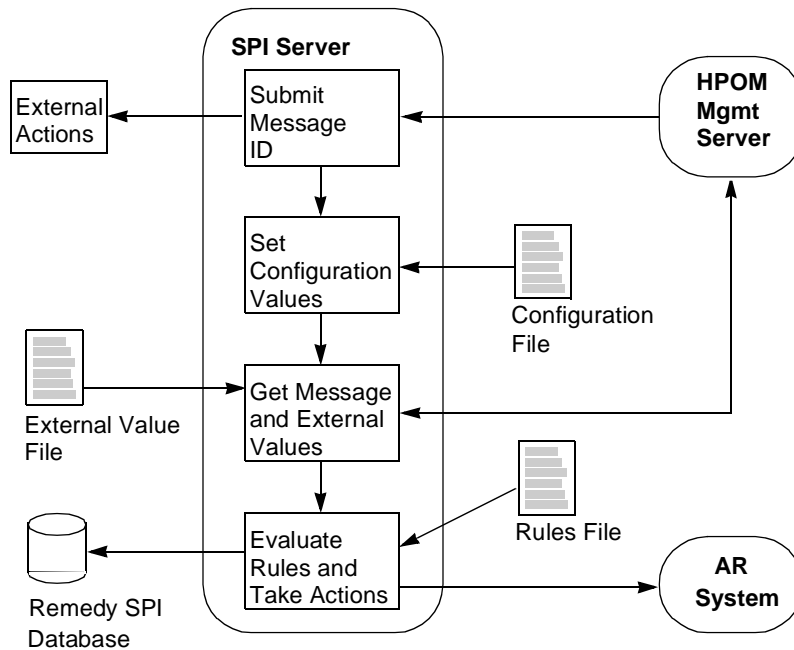 SPI Server
External
Actions
Submit
Message
ID
HPOM
Mgmt
Server
Set
Configuration
Values
Configuration
File
External Value
File
Get Message
and External
Values
Rules File
Remedy SPI
Database
Evaluate
Rules and
Take Actions
AR
System